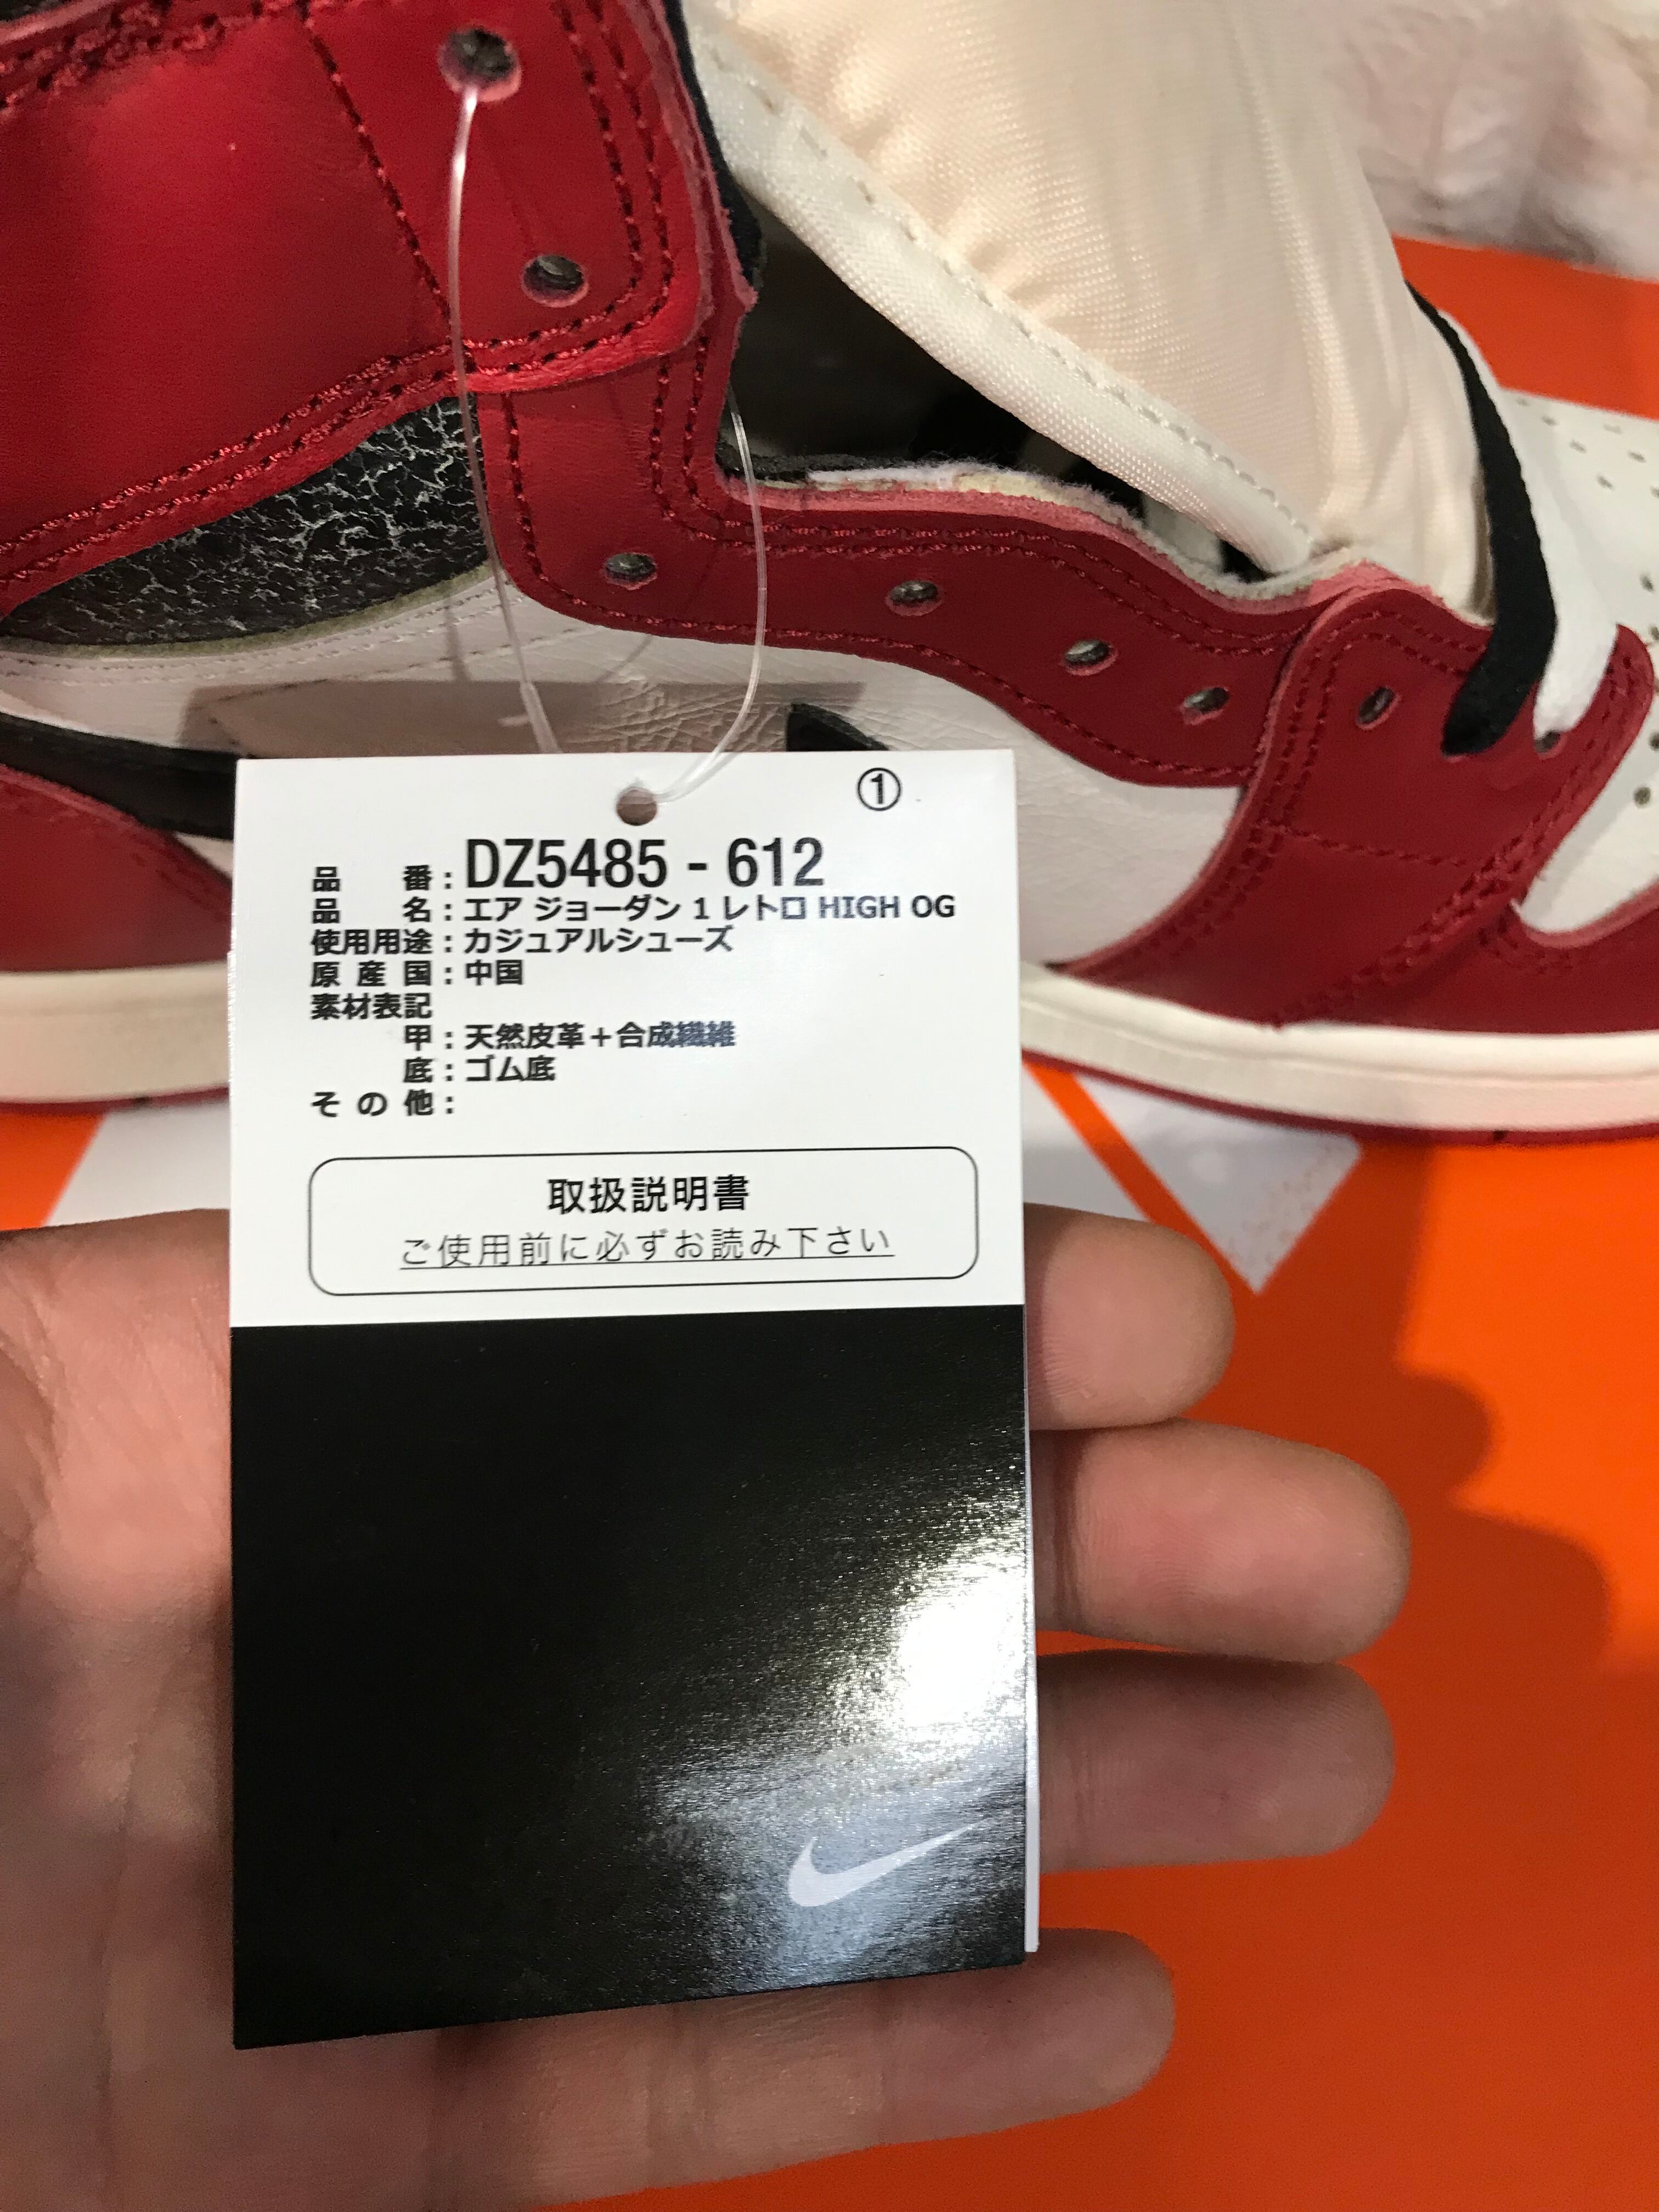 ①
品番：DZ5485 - 612
品名：エア ジョーダン 1 レトロ HIGH OG
使用用途：カジュアルシューズ
原産国：中国
素材表記
甲：天然皮革＋合成繊維
底：ゴム底
その他：
取扱説明書
ご使用前に必ずお読み下さい